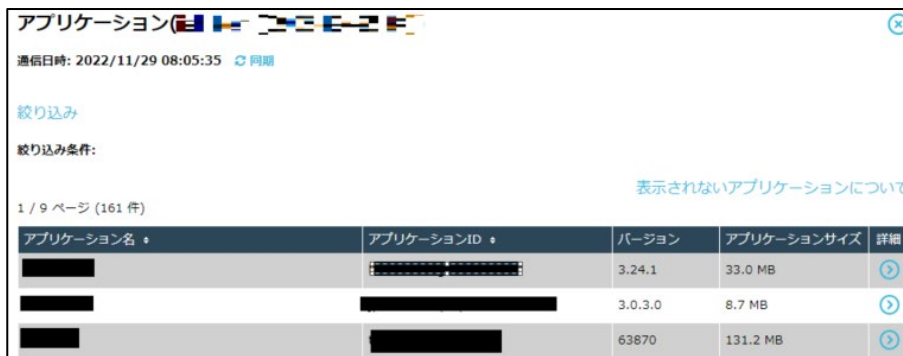 アプリケーション(
通信日時: 2022/11/29 08:05:35 同期
絞り込み
絞り込み条件:
表示されないアプリケーションについて
1 / 9 ページ (161 件)
アプリケーション名 アプリケーションID バージョン アプリケーションサイズ 詳細
3.24.1 33.0 MB
3.0.3.0 8.7 MB
63870 131.2 MB